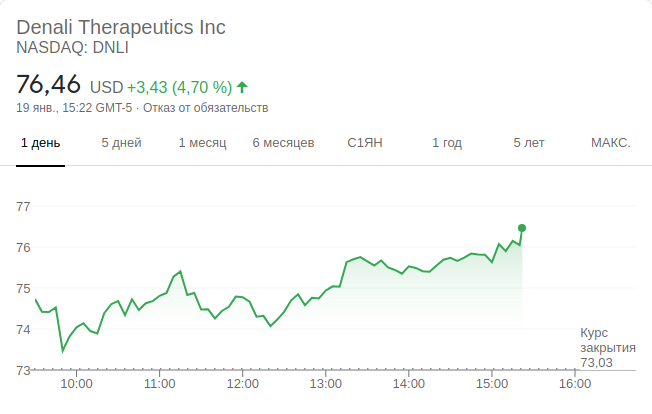 Denali Therapeutics Inc
NASDAQ: DNLI
76,46 USD +3,43 (4,70 %)
19 янв., 15:22 GMT-5 · Отказ от обязательств
1 день 5 дней 1 месяц 6 месяцев С1ЯН 1 год 5 лет МАКС.
77
76
75
74
Курс
закрытия
73,03
73
10:00 11:00 12:00 13:00 14:00 15:00 16:00